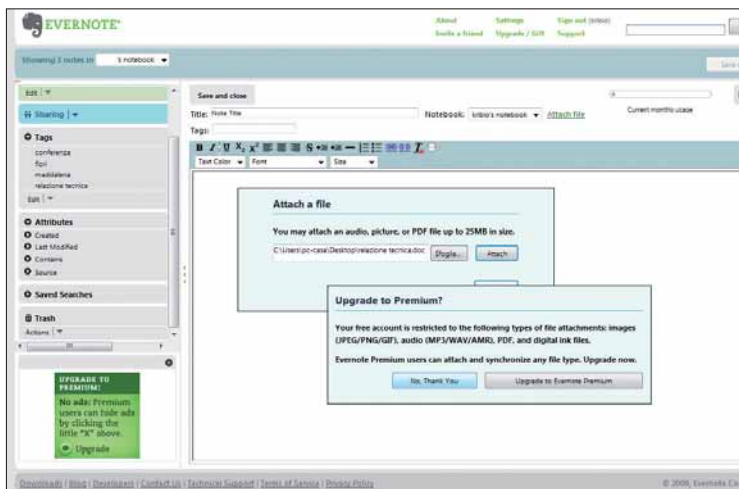 EVERNOTE
About Settings Sign out
Invite a friend Upgrade / Gift Support
Showing 3 notes in 's notebook
Edit
Save and close
Sharing
Title: Note Title
Notebook: 's notebook Attach file
Current monthly usage
Tags:
Tags
conferenza
fiori
maddalena
relazione tecnica
Edit
B I U X₂ X²
Text Color Font Size
Attributes
Created
Last Modified
Contains
Source
Saved Searches
Trash
Actions
Attach a file
You may attach an audio, picture, or PDF file up to 25MB in size.
C:\Users\pc-casa\Desktop\relazione tecnica.doc Sfoglia... Attach
Upgrade to Premium?
Your free account is restricted to the following types of file attachments: images
(JPEG/PNG/GIF), audio (MP3/WAV/AMR), PDF, and digital ink files.
Evernote Premium users can attach and synchronize any file type. Upgrade now.
No, Thank You Upgrade to Evernote Premium
UPGRADE TO
PREMIUM!
No ads: Premium
users can hide ads
by clicking the
little "X" above.
Upgrade
Downloads | Blog | Developers | Contact Us | Technical Support | Terms of Service | Privacy Policy
© 2008, Evernote